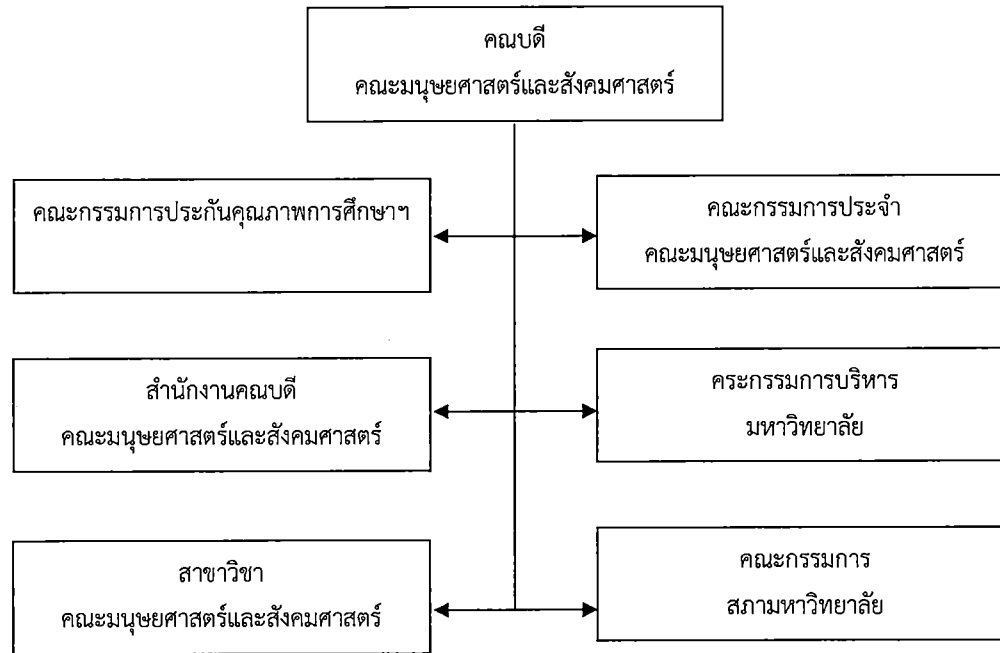 คณบดี
คณะมนุษยศาสตร์และสังคมศาสตร์
คณะกรรมการประกันคุณภาพการศึกษาฯ
คณะกรรมการประจำ
คณะมนุษยศาสตร์และสังคมศาสตร์
สำนักงานคณบดี
คณะมนุษยศาสตร์และสังคมศาสตร์
คระกรรมการบริหาร
มหาวิทยาลัย
สาขาวิชา
คณะมนุษยศาสตร์และสังคมศาสตร์
คณะกรรมการ
สภามหาวิทยาลัย